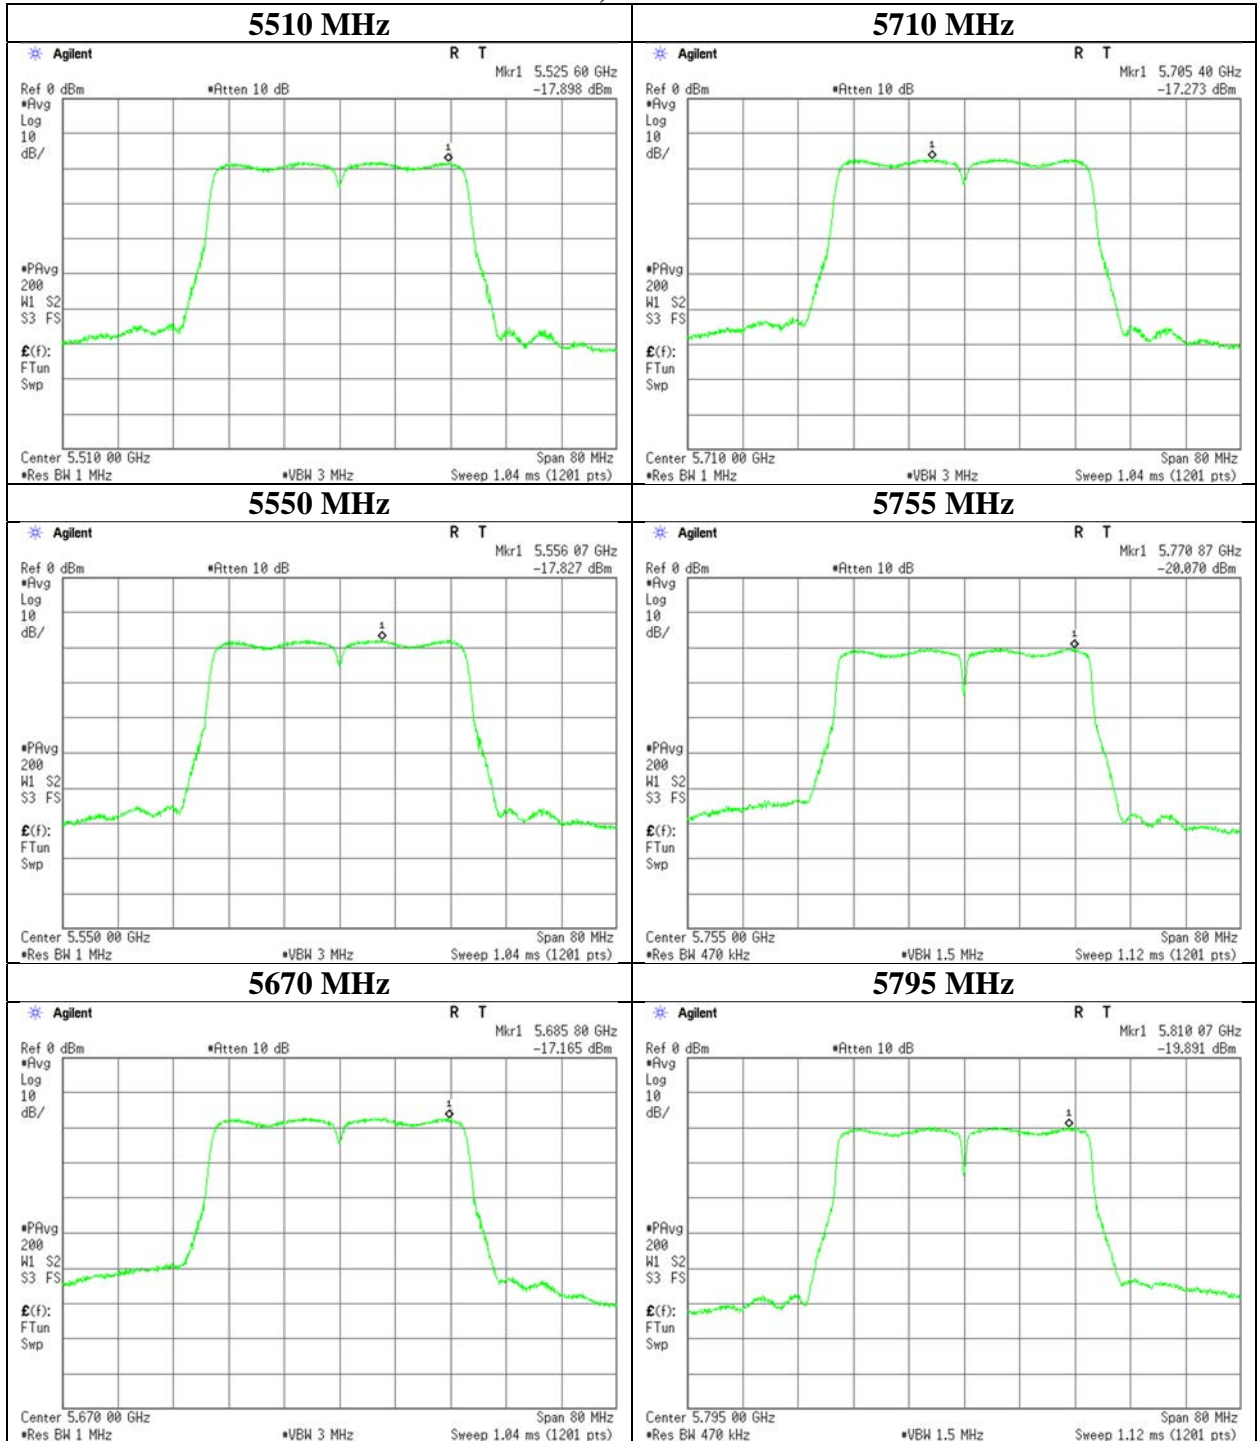 5510 MHz
Agilent
R T
Mkr1 5.525 60 GHz
Ref 0 dBm
#Atten 10 dB
-17.898 dBm
#Avg
Log
10
dB/
1
#PAvg
200
W1 S2
S3 FS
£(f):
FTun
Swp
Center 5.510 00 GHz
Span 80 MHz
#Res BW 1 MHz
#VBW 3 MHz
Sweep 1.04 ms (1201 pts)
5710 MHz
Agilent
R T
Mkr1 5.705 40 GHz
Ref 0 dBm
#Atten 10 dB
-17.273 dBm
#Avg
Log
10
dB/
1
#PAvg
200
W1 S2
S3 FS
£(f):
FTun
Swp
Center 5.710 00 GHz
Span 80 MHz
#Res BW 1 MHz
#VBW 3 MHz
Sweep 1.04 ms (1201 pts)
5550 MHz
Agilent
R T
Mkr1 5.556 07 GHz
Ref 0 dBm
#Atten 10 dB
-17.827 dBm
#Avg
Log
10
dB/
1
#PAvg
200
W1 S2
S3 FS
£(f):
FTun
Swp
Center 5.550 00 GHz
Span 80 MHz
#Res BW 1 MHz
#VBW 3 MHz
Sweep 1.04 ms (1201 pts)
5755 MHz
Agilent
R T
Mkr1 5.770 87 GHz
Ref 0 dBm
#Atten 10 dB
-20.070 dBm
#Avg
Log
10
dB/
1
#PAvg
200
W1 S2
S3 FS
£(f):
FTun
Swp
Center 5.755 00 GHz
Span 80 MHz
#Res BW 470 kHz
#VBW 1.5 MHz
Sweep 1.12 ms (1201 pts)
5670 MHz
Agilent
R T
Mkr1 5.685 80 GHz
Ref 0 dBm
#Atten 10 dB
-17.165 dBm
#Avg
Log
10
dB/
1
#PAvg
200
W1 S2
S3 FS
£(f):
FTun
Swp
Center 5.670 00 GHz
Span 80 MHz
#Res BW 1 MHz
#VBW 3 MHz
Sweep 1.04 ms (1201 pts)
5795 MHz
Agilent
R T
Mkr1 5.810 07 GHz
Ref 0 dBm
#Atten 10 dB
-19.891 dBm
#Avg
Log
10
dB/
1
#PAvg
200
W1 S2
S3 FS
£(f):
FTun
Swp
Center 5.795 00 GHz
Span 80 MHz
#Res BW 470 kHz
#VBW 1.5 MHz
Sweep 1.12 ms (1201 pts)